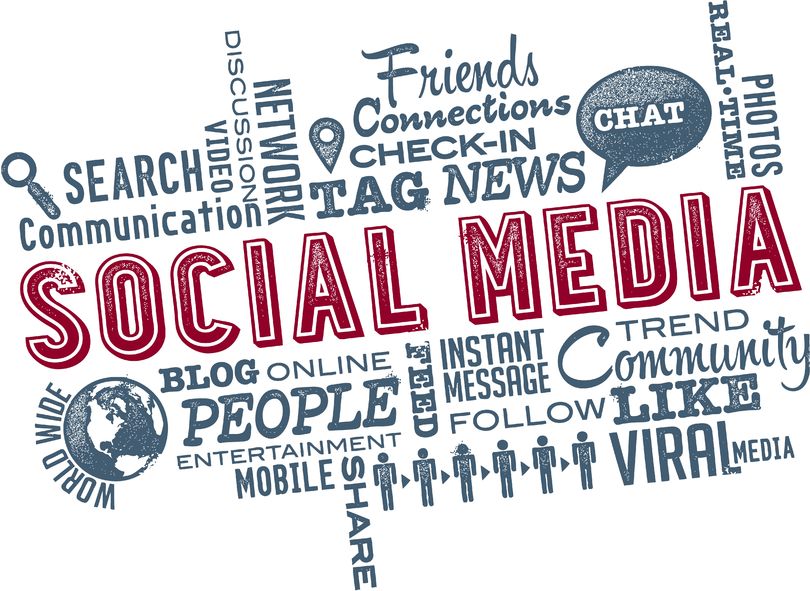 Friends
Connections
CHECK-IN
TAG NEWS
CHAT
REAL·TIME
PHOTOS
DISCUSSION
NETWORK
VIDEO
SEARCH
Communication
SOCIAL MEDIA
WORLD WIDE
BLOG ONLINE
PEOPLE
ENTERTAINMENT
MOBILE
SHARE
FEED
INSTANT
MESSAGE
FOLLOW
TREND
Community
LIKE
VIRAL MEDIA